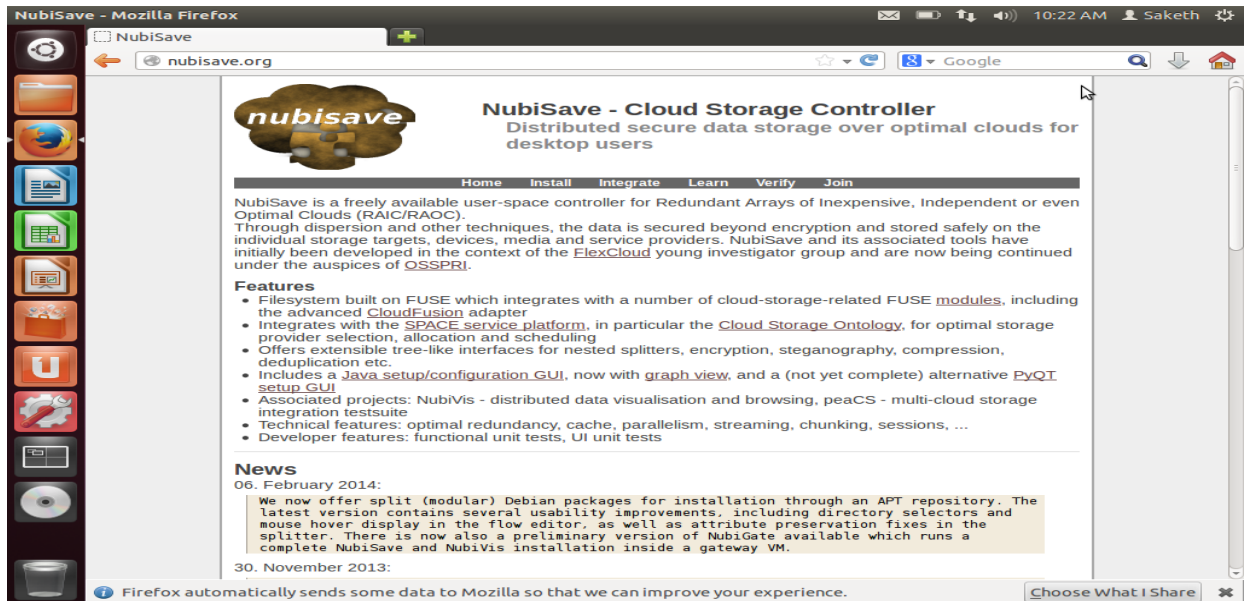 NubiSave - Mozilla Firefox
10:22 AM Saketh
NubiSave
nubisave.org
Google
nubisave
NubiSave - Cloud Storage Controller
Distributed secure data storage over optimal clouds for
desktop users
Home Install Integrate Learn Verify Join
NubiSave is a freely available user-space controller for Redundant Arrays of Inexpensive, Independent or even
Optimal Clouds (RAIC/RAOC).
Through dispersion and other techniques, the data is secured beyond encryption and stored safely on the
individual storage targets, devices, media and service providers. NubiSave and its associated tools have
initially been developed in the context of the FlexCloud young investigator group and are now being continued
under the auspices of OSSPRI.
Features
• Filesystem built on FUSE which integrates with a number of cloud-storage-related FUSE modules, including
the advanced CloudFusion adapter
• Integrates with the SPACE service platform, in particular the Cloud Storage Ontology, for optimal storage
provider selection, allocation and scheduling
• Offers extensible tree-like interfaces for nested splitters, encryption, steganography, compression,
deduplication etc.
• Includes a Java setup/configuration GUI, now with graph view, and a (not yet complete) alternative PyQT
setup GUI
• Associated projects: NubiVis - distributed data visualisation and browsing, peaCS - multi-cloud storage
integration testsuite
• Technical features: optimal redundancy, cache, parallelism, streaming, chunking, sessions, ...
• Developer features: functional unit tests, UI unit tests
News
06. February 2014:
We now offer split (modular) Debian packages for installation through an APT repository. The
latest version contains several usability improvements, including directory selectors and
mouse hover display in the flow editor, as well as attribute preservation fixes in the
splitter. There is now also a preliminary version of NubiGate available which runs a
complete NubiSave and NubiVis installation inside a gateway VM.
30. November 2013:
Firefox automatically sends some data to Mozilla so that we can improve your experience.
Choose What I Share